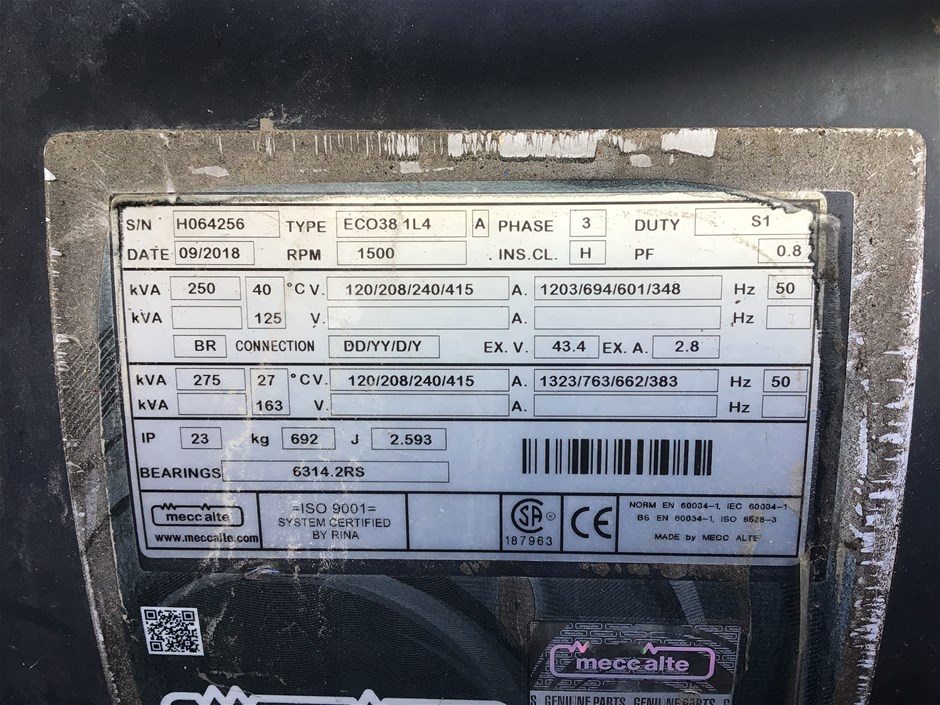 S/N H064256 TYPE ECO38 1L4 A PHASE 3 DUTY S1
DATE 09/2018 RPM 1500 . INS.CL. H PF 0.8
kVA 250 40 °C V. 120/208/240/415 A. 1203/694/601/348 Hz 50
kVA 125 V. A. Hz
BR CONNECTION DD/YY/D/Y EX. V. 43.4 EX. A. 2.8
kVA 275 27 °C V. 120/208/240/415 A. 1323/763/662/383 Hz 50
kVA 163 V. A. Hz
IP 23 kg 692 J 2.593
BEARINGS 6314.2RS
mecc alte
www.meccalte.com
=ISO 9001=
SYSTEM CERTIFIED
BY RINA
SA ®
187963
CE
NORM EN 60034-1, IEC 60034-1
BS EN 60034-1, ISO 8528-3
MADE by MECC ALTE
mecc alte
S GENUINE PARTS GENUINE PARTS G